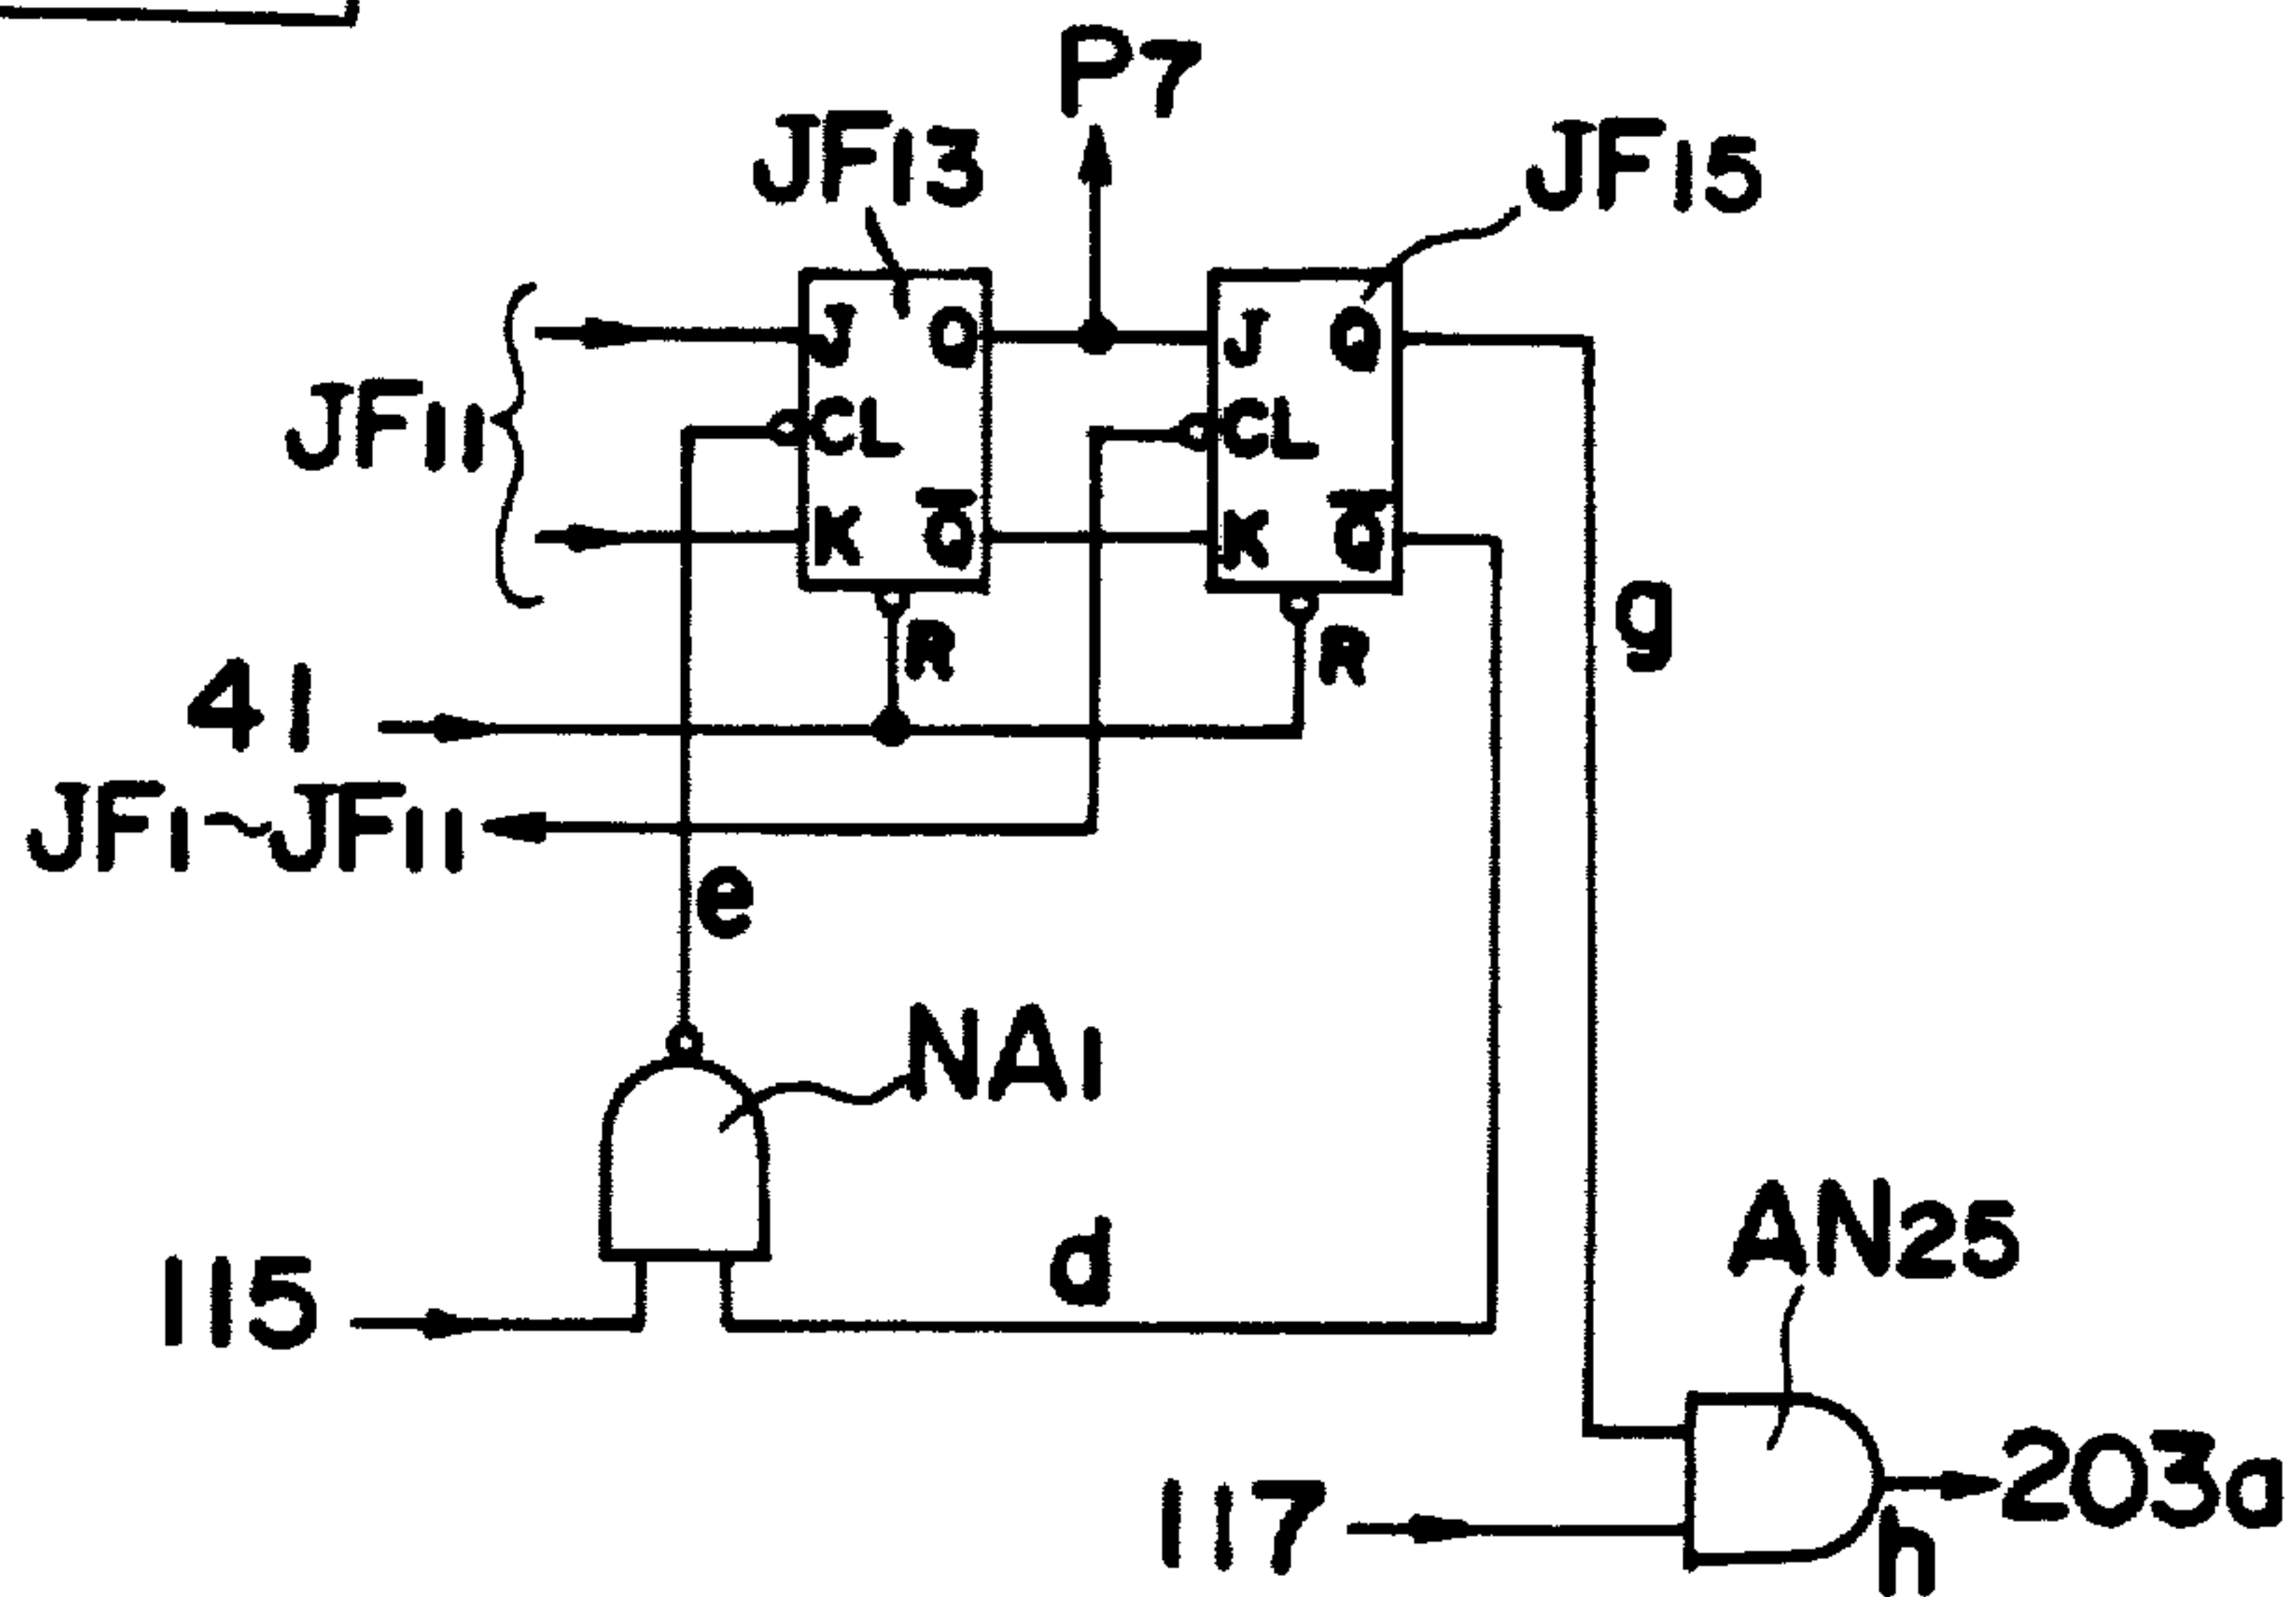 P7
JF13
JF15
J Q
J Q
JF11
CL
CL
K Q̅
K Q̅
g
R
R
41
JF1~JF11
e
NA1
AN25
d
115
203a
117
h